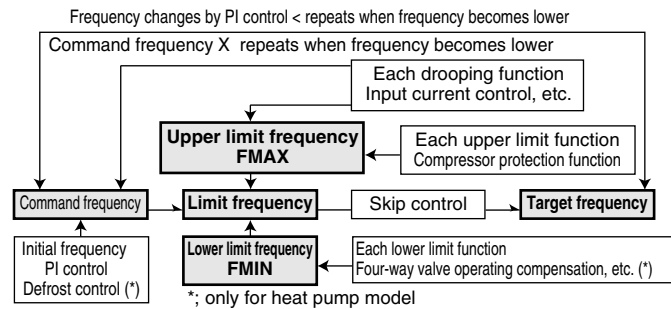 Frequency changes by PI control < repeats when frequency becomes lower
Command frequency X repeats when frequency becomes lower
Each drooping function
Input current control, etc.
Upper limit frequency
FMAX
Each upper limit function
Compressor protection function
Command frequency
Limit frequency
Skip control
Target frequency
Initial frequency
PI control
Defrost control (*)
Lower limit frequency
FMIN
Each lower limit function
Four-way valve operating compensation, etc. (*)
*; only for heat pump model